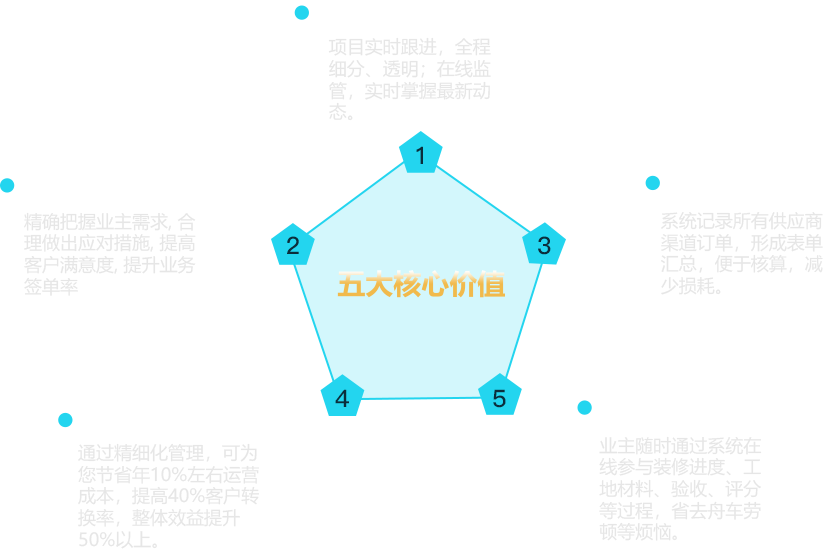 项目实时跟进，全程
细分、透明；在线监
管，实时掌握最新动
态。
1
精确把握业主需求, 合
理做出应对措施, 提高
客户满意度, 提升业务
签单率
2
3
系统记录所有供应商
渠道订单，形成表单
汇总，便于核算，减
少损耗。
五大核心价值
4
5
通过精细化管理，可为
您节省年10%左右运营
成本，提高40%客户转
换率，整体效益提升
50%以上。
业主随时通过系统在
线参与装修进度、工
地材料、验收、评分
等过程，省去舟车劳
顿等烦恼。